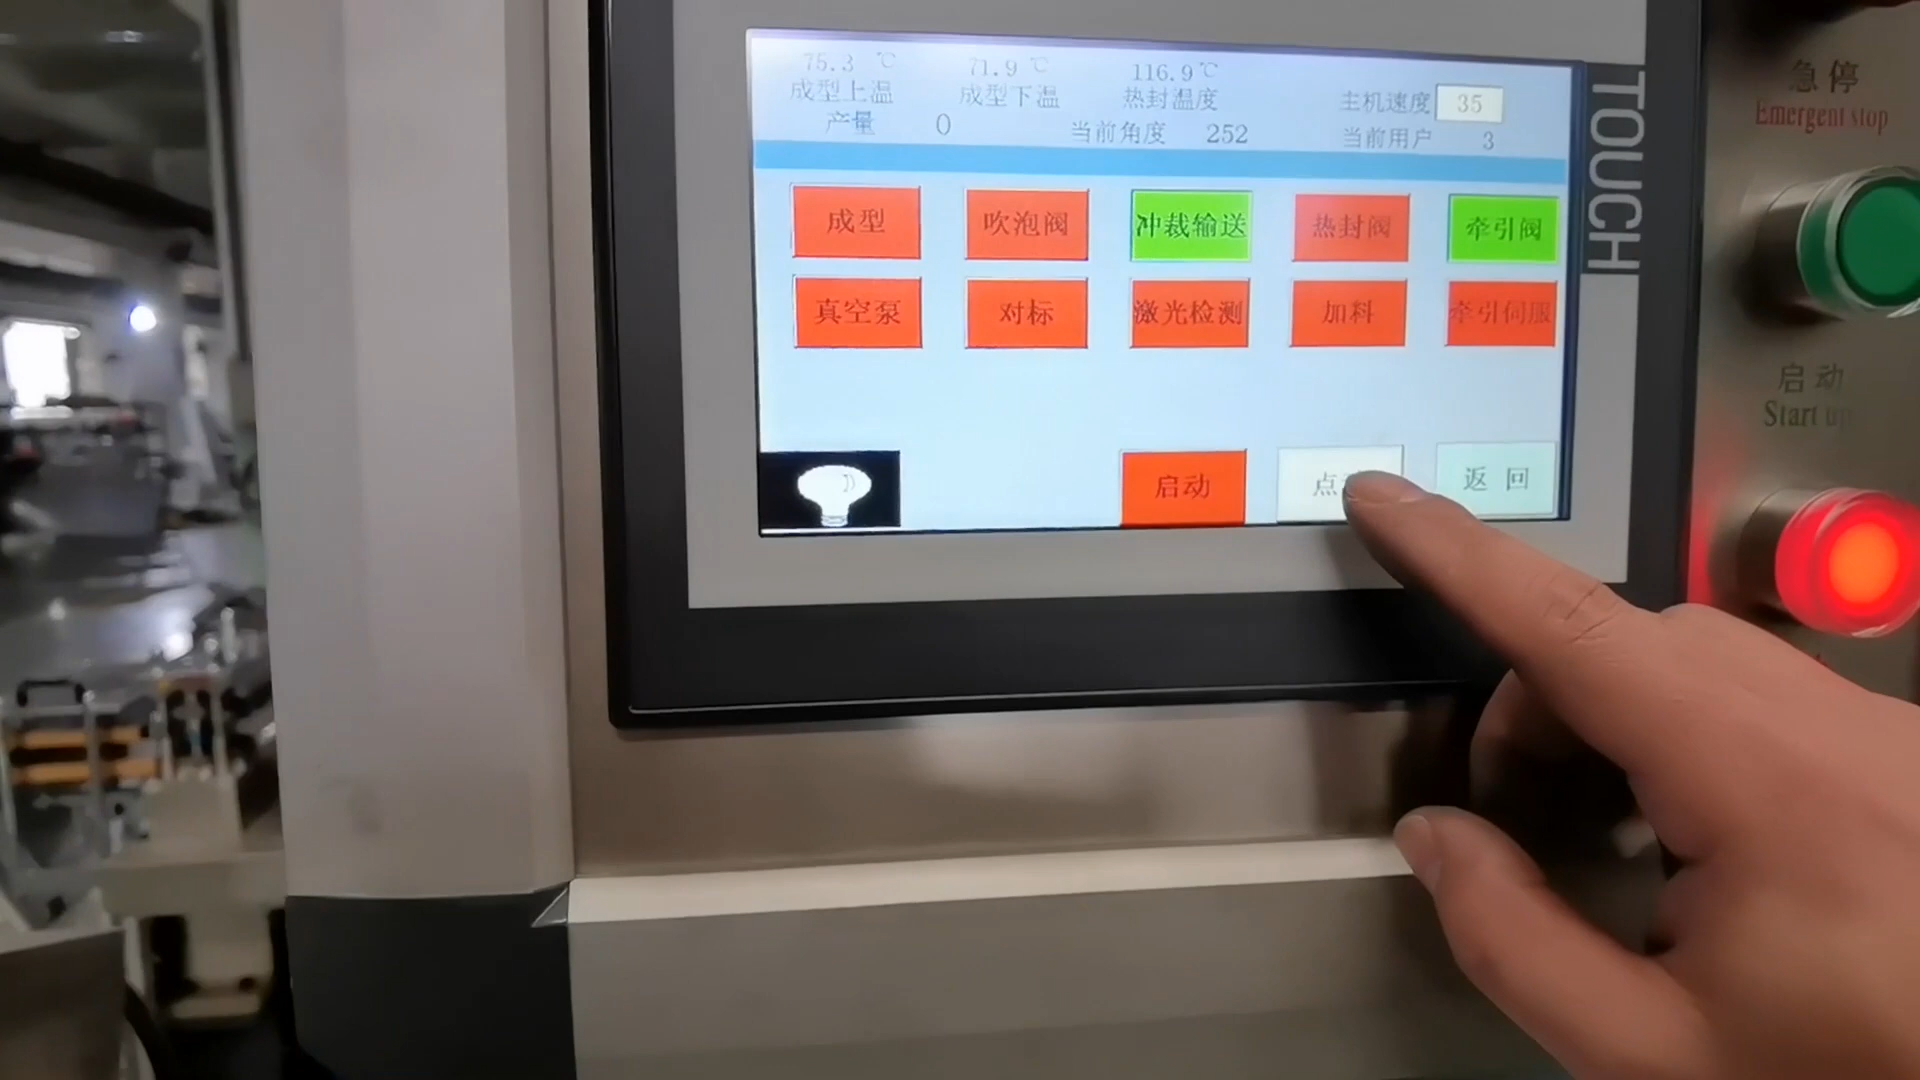 75.3 ℃ 71.9 ℃ 116.9℃
成型上温 成型下温 热封温度 主机速度 35
产量 0 当前角度 252 当前用户 3
成型 吹泡阀 冲裁输送 热封阀 牵引阀
真空泵 对标 激光检测 加料 牵引伺服
启动 点 返回
TOUCH
急停
Emergent stop
启动
Start up